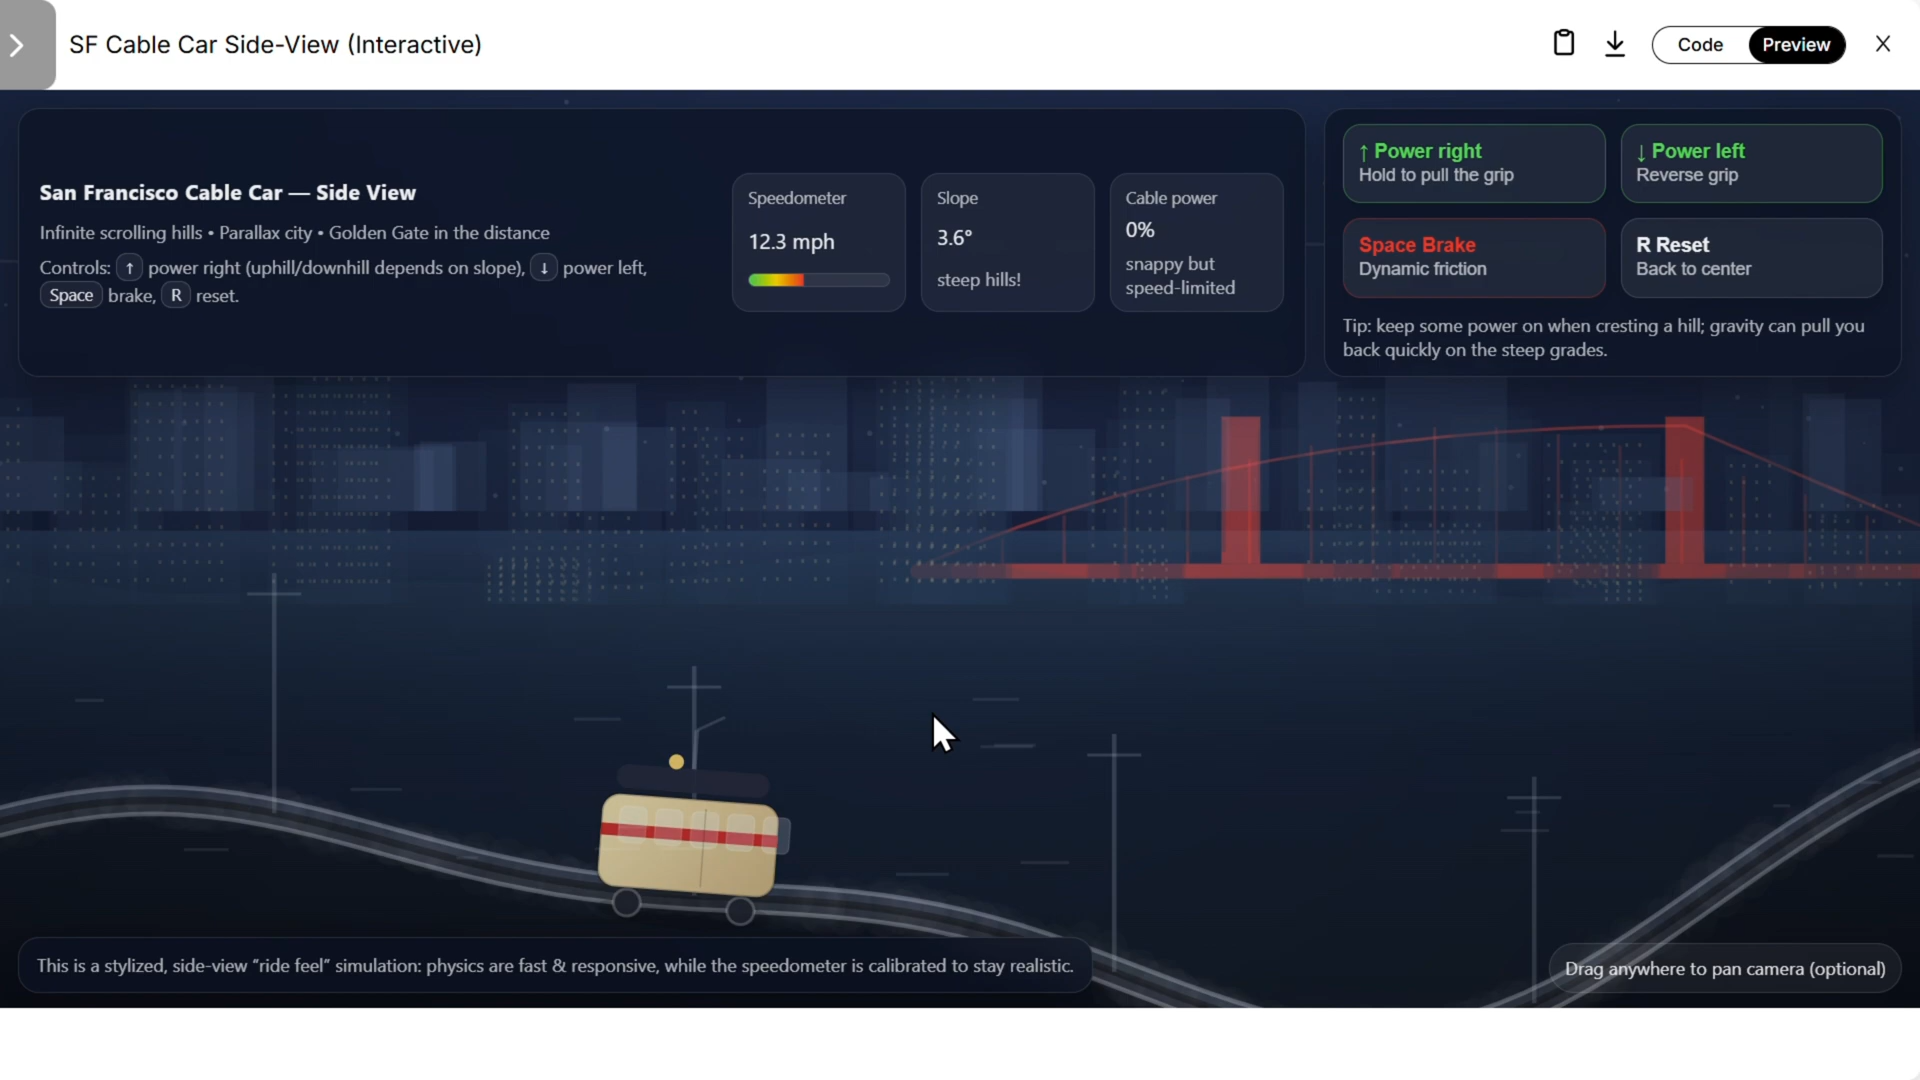 SF Cable Car Side-View (Interactive)
Code
Preview
San Francisco Cable Car — Side View
Infinite scrolling hills • Parallax city • Golden Gate in the distance
Controls: ↑ power right (uphill/downhill depends on slope), ↓ power left,
Space brake, R reset.
Speedometer
12.3 mph
Slope
3.6°
steep hills!
Cable power
0%
snappy but
speed-limited
↑ Power right
Hold to pull the grip
↓ Power left
Reverse grip
Space Brake
Dynamic friction
R Reset
Back to center
Tip: keep some power on when cresting a hill; gravity can pull you
back quickly on the steep grades.
This is a stylized, side-view “ride feel” simulation: physics are fast & responsive, while the speedometer is calibrated to stay realistic.
Drag anywhere to pan camera (optional)